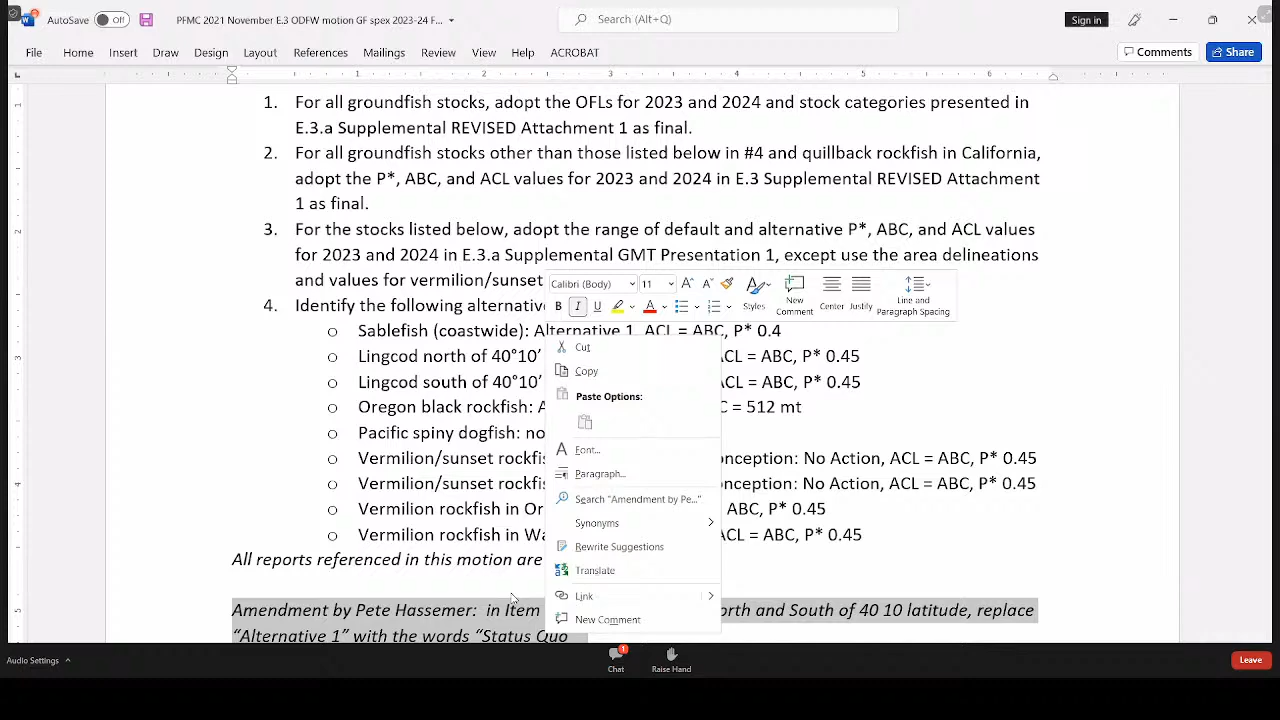 AutoSave Off PFMC 2021 November E.3 ODFW motion GF spex 2023-24 F... Search (Alt+Q) Sign in
File Home Insert Draw Design Layout References Mailings Review View Help ACROBAT Comments Share
1 2 3 4 5 6
1. For all groundfish stocks, adopt the OFLs for 2023 and 2024 and stock categories presented in
E.3.a Supplemental REVISED Attachment 1 as final.
2. For all groundfish stocks other than those listed below in #4 and quillback rockfish in California,
adopt the P*, ABC, and ACL values for 2023 and 2024 in E.3 Supplemental REVISED Attachment
1 as final.
3. For the stocks listed below, adopt the range of default and alternative P*, ABC, and ACL values
for 2023 and 2024 in E.3.a Supplemental GMT Presentation 1, except use the area delineations
and values for vermilion/sunset
4. Identify the following alternativ
o Sablefish (coastwide): Alternative 1, ACL = ABC, P* 0.4
o Lingcod north of 40°10’ ACL = ABC, P* 0.45
o Lingcod south of 40°10’ ACL = ABC, P* 0.45
o Oregon black rockfish: A C = 512 mt
o Pacific spiny dogfish: no
o Vermilion/sunset rockfi onception: No Action, ACL = ABC, P* 0.45
o Vermilion/sunset rockfi onception: No Action, ACL = ABC, P* 0.45
o Vermilion rockfish in Or ABC, P* 0.45
o Vermilion rockfish in Wa ACL = ABC, P* 0.45
All reports referenced in this motion are
Amendment by Pete Hassemer: in Item orth and South of 40 10 latitude, replace
“Alternative 1” with the words “Status Quo
Calibri (Body) 11
B I U A Styles New Comment Center Justify Line and Paragraph Spacing
Cut
Copy
Paste Options:
Font...
Paragraph...
Search "Amendment by Pe..."
Synonyms
Rewrite Suggestions
Translate
Link
New Comment
Audio Settings Chat 1 Raise Hand Leave